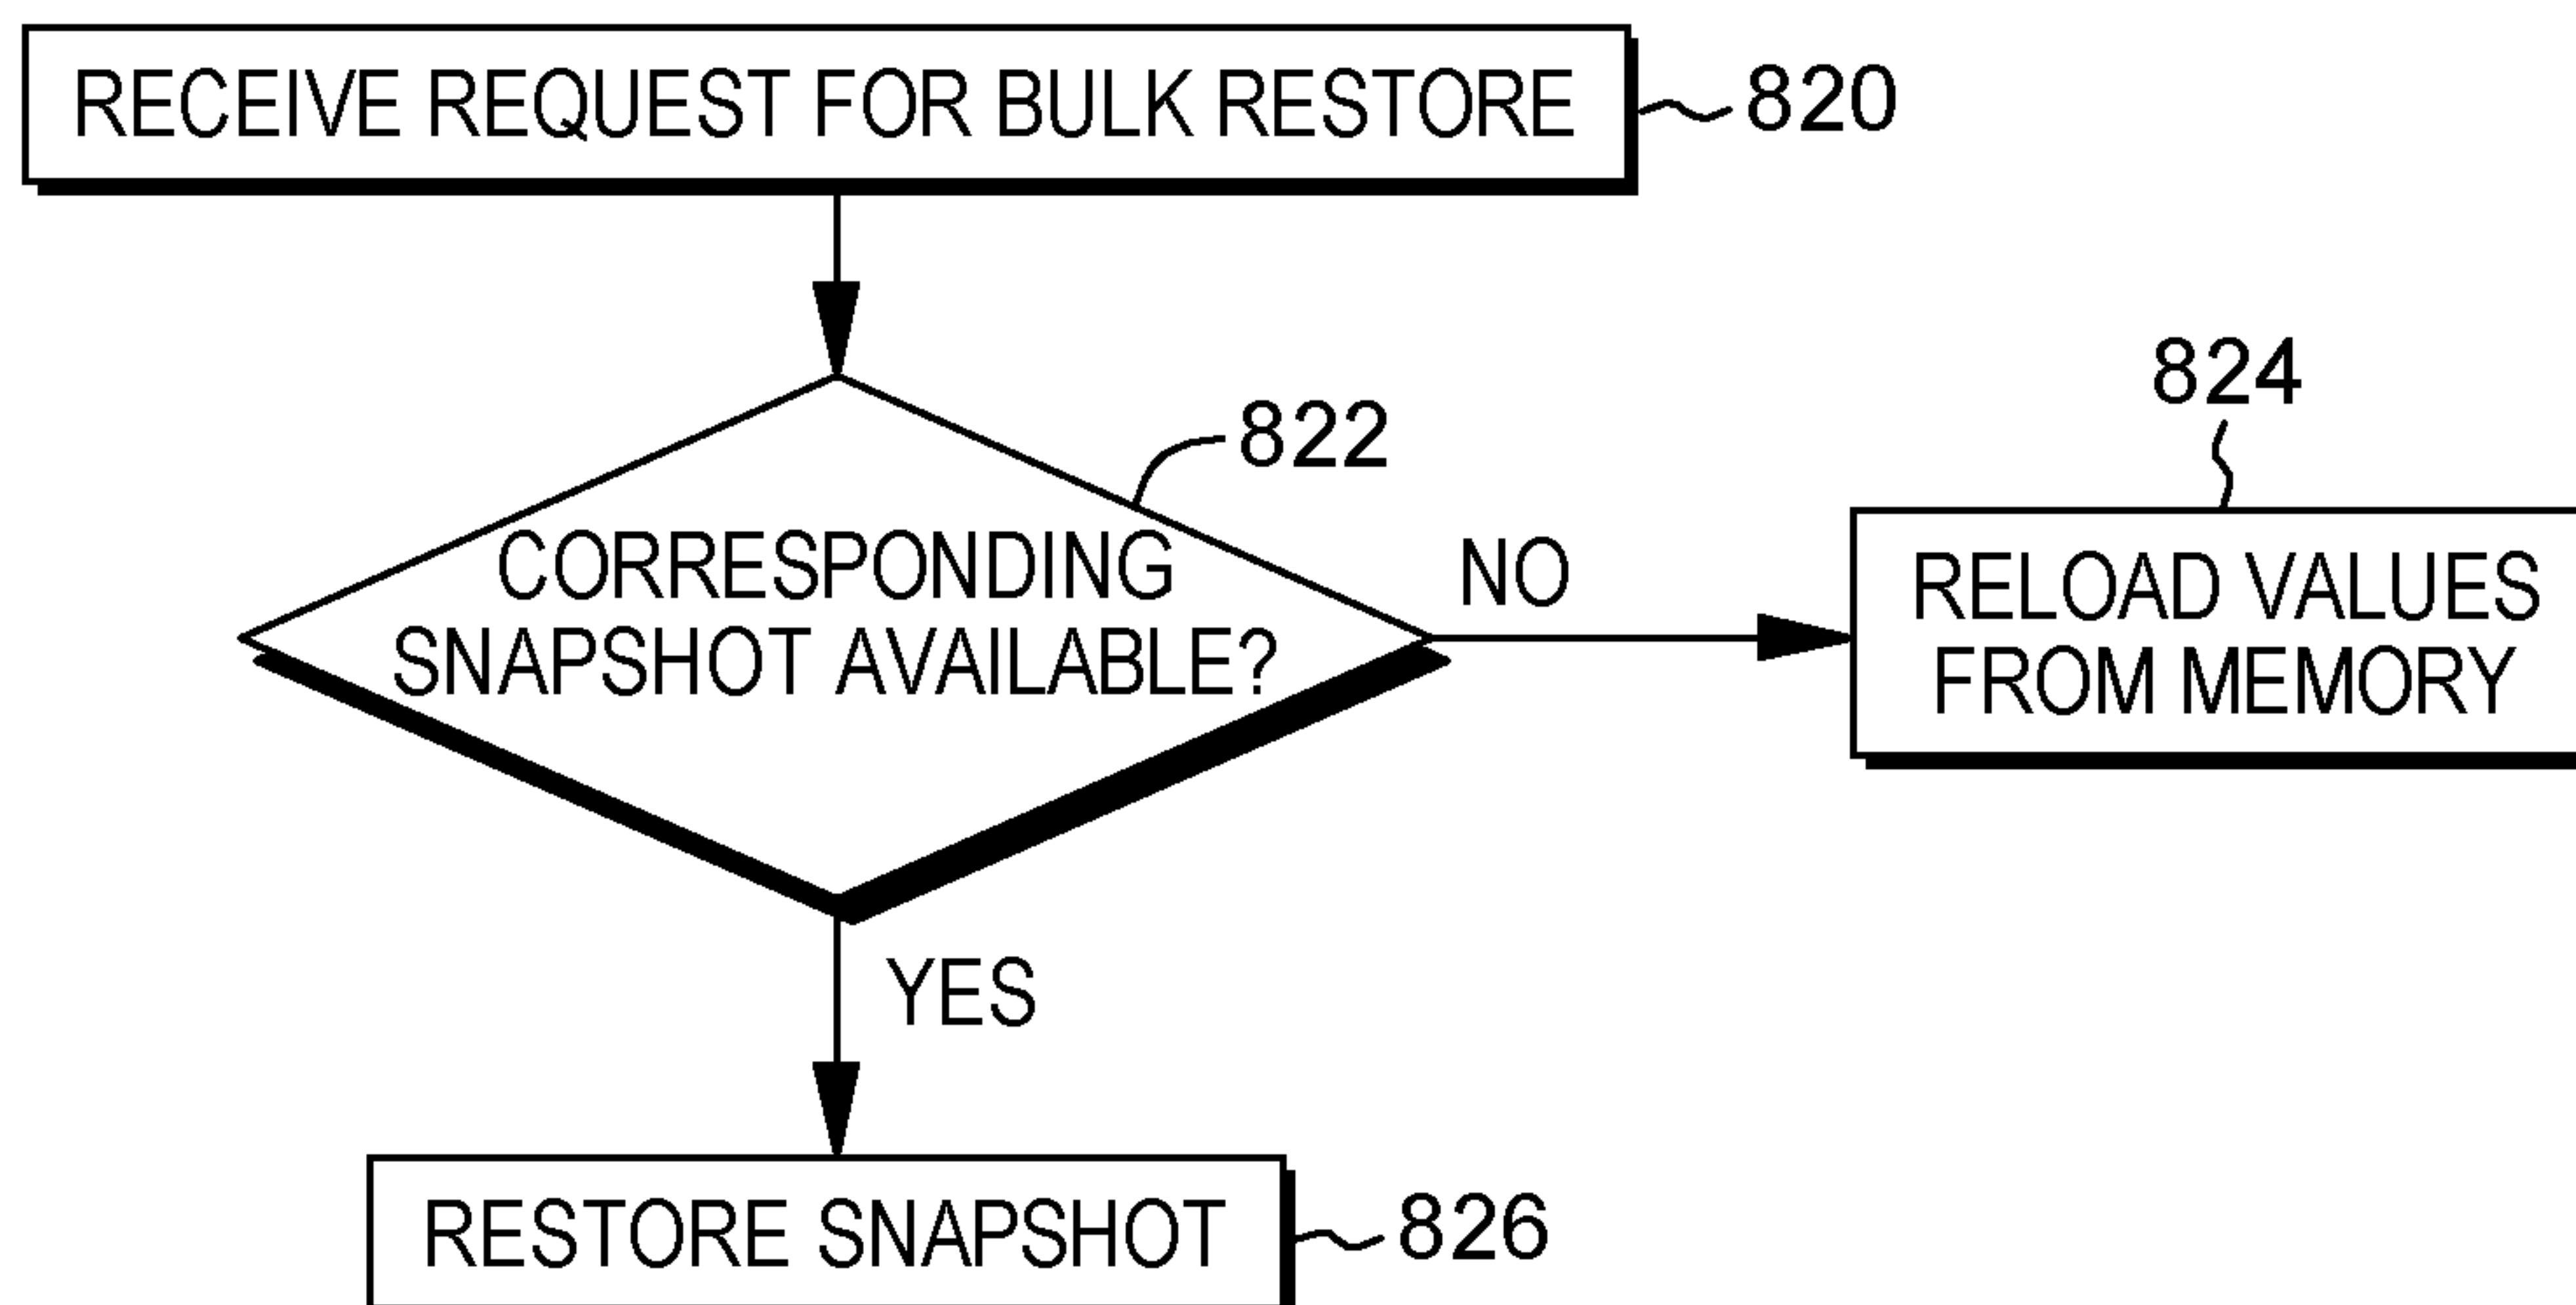 RECEIVE REQUEST FOR BULK RESTORE
820
822
CORRESPONDING
SNAPSHOT AVAILABLE?
NO
824
RELOAD VALUES
FROM MEMORY
YES
RESTORE SNAPSHOT
826